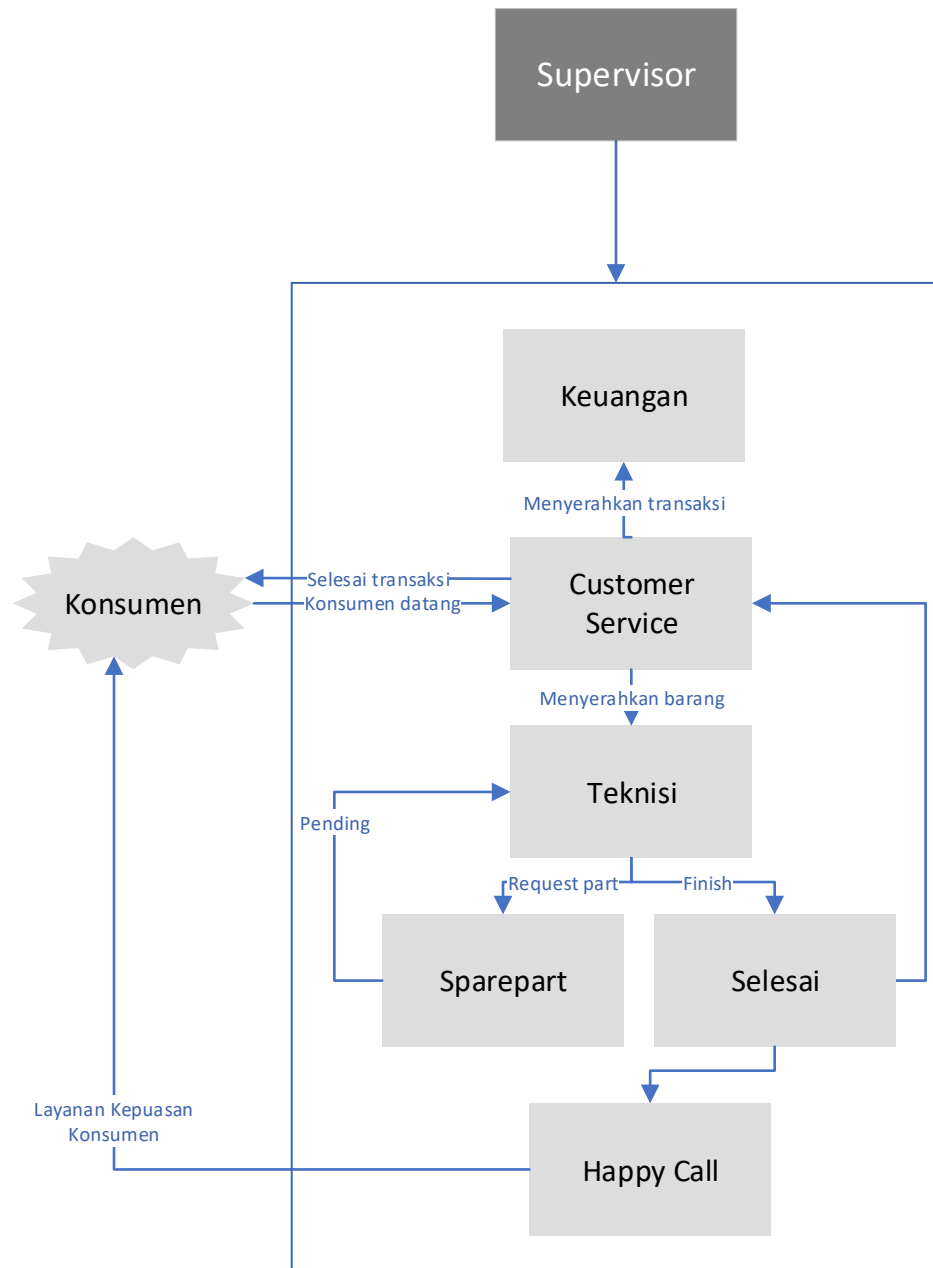 Supervisor
Keuangan
Menyerahkan transaksi
Selesai transaksi
Konsumen datang
Konsumen
Customer
Service
Menyerahkan barang
Teknisi
Pending
Request part
Finish
Sparepart
Selesai
Layanan Kepuasan
Konsumen
Happy Call